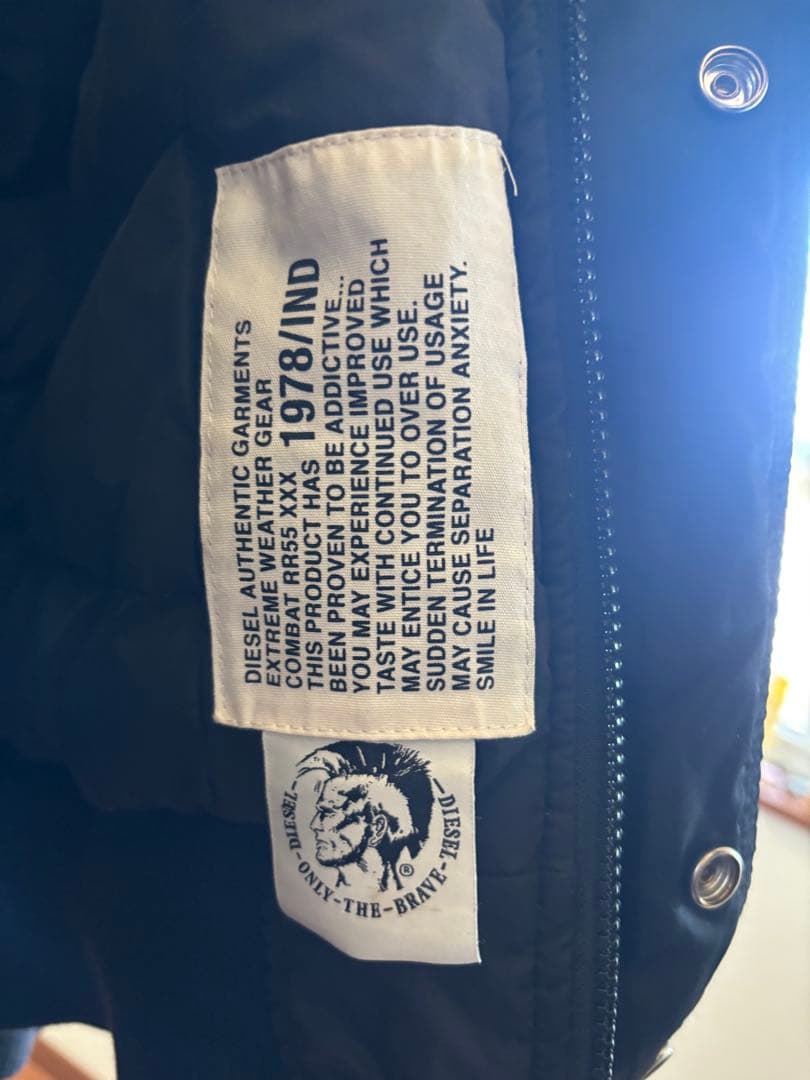 DIESEL AUTHENTIC GARMENTS
EXTREME WEATHER GEAR
COMBAT RR55 XXX 1978/IND
THIS PRODUCT HAS
BEEN PROVEN TO BE ADDICTIVE...
YOU MAY EXPERIENCE IMPROVED
TASTE WITH CONTINUED USE WHICH
MAY ENTICE YOU TO OVER USE.
SUDDEN TERMINATION OF USAGE
MAY CAUSE SEPARATION ANXIETY.
SMILE IN LIFE
DIESEL-ONLY-THE-BRAVE-DIESEL
®